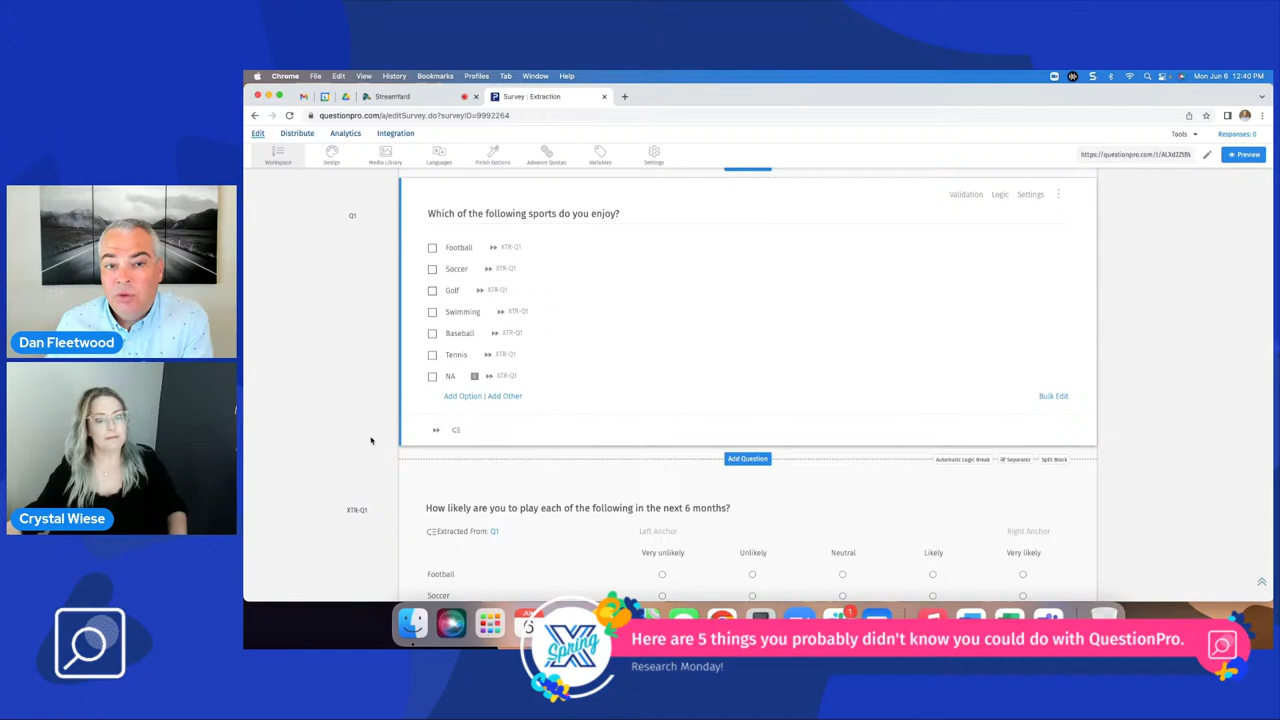 Chrome File Edit View History Bookmarks Profiles Tab Window Help
Mon Jun 6 12:40 PM
StreamYard
Survey : Extraction
questionpro.com/a/editSurvey.do?surveyID=9992264
Edit Distribute Analytics Integration
Tools
Responses: 0
Workspace Design Media Library Languages Finish Options Advance Quotas Variables Settings
https://questionpro.com/t/ALXd2ZtBk
Preview
Q1
Validation Logic Settings
Which of the following sports do you enjoy?
Football XTR-Q1
Soccer XTR-Q1
Golf XTR-Q1
Swimming XTR-Q1
Baseball XTR-Q1
Tennis XTR-Q1
NA E XTR-Q1
Add Option | Add Other
Bulk Edit
Add Question
Automatic Logic Break Separator Split Block
XTR-Q1
How likely are you to play each of the following in the next 6 months?
Extracted From: Q1
Left Anchor Right Anchor
Very unlikely Unlikely Neutral Likely Very likely
Football
Soccer
Dan Fleetwood
Crystal Wiese
X
Spring
Here are 5 things you probably didn't know you could do with QuestionPro.
Research Monday!